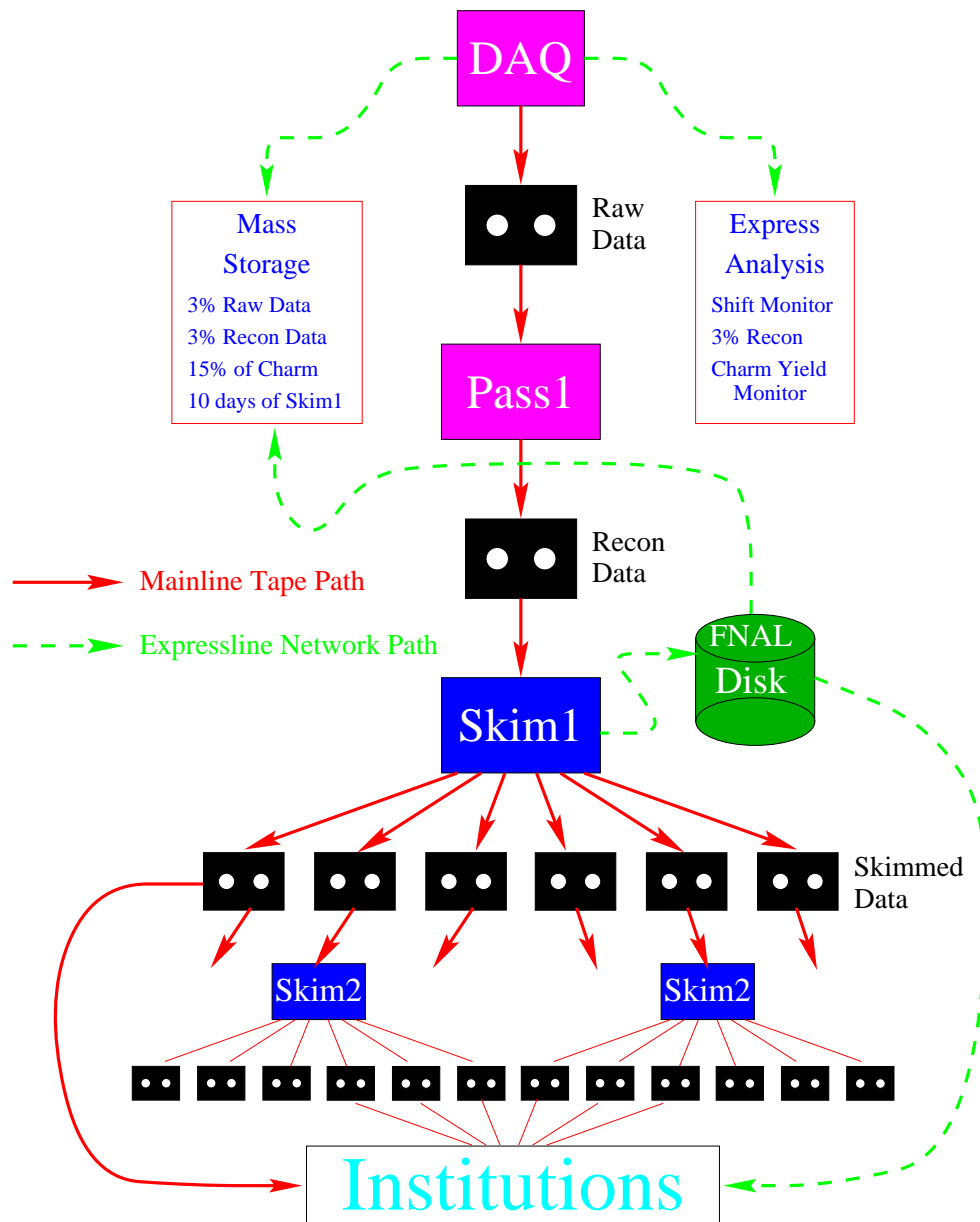 DAQ
Raw
Data
Mass
Storage
3% Raw Data
3% Recon Data
15% of Charm
10 days of Skim1
Express
Analysis
Shift Monitor
3% Recon
Charm Yield
Monitor
Pass1
Recon
Data
Mainline Tape Path
Expressline Network Path
FNAL
Disk
Skim1
Skimmed
Data
Skim2
Skim2
Institutions